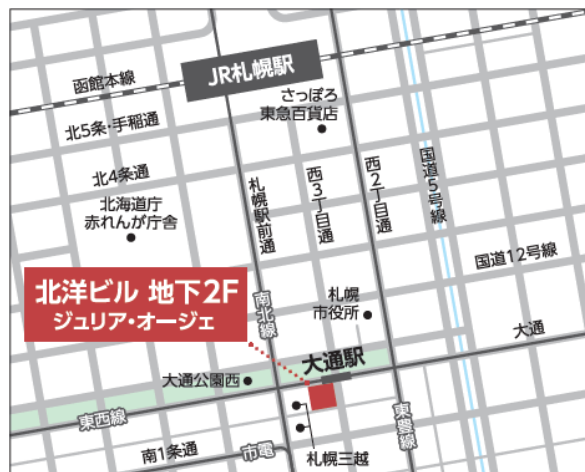 JR札幌駅
函館本線
さっぽろ
東急百貨店
北5条・手稲通
北4条通
北海道庁
赤れんが庁舎
札幌駅前通
西3丁目通
西2丁目通
国道5号線
国道12号線
北洋ビル 地下2F
ジュリア・オージェ
南北線
札幌
市役所
大通
大通駅
大通公園西
東西線
東豊線
南1条通
市電
札幌三越